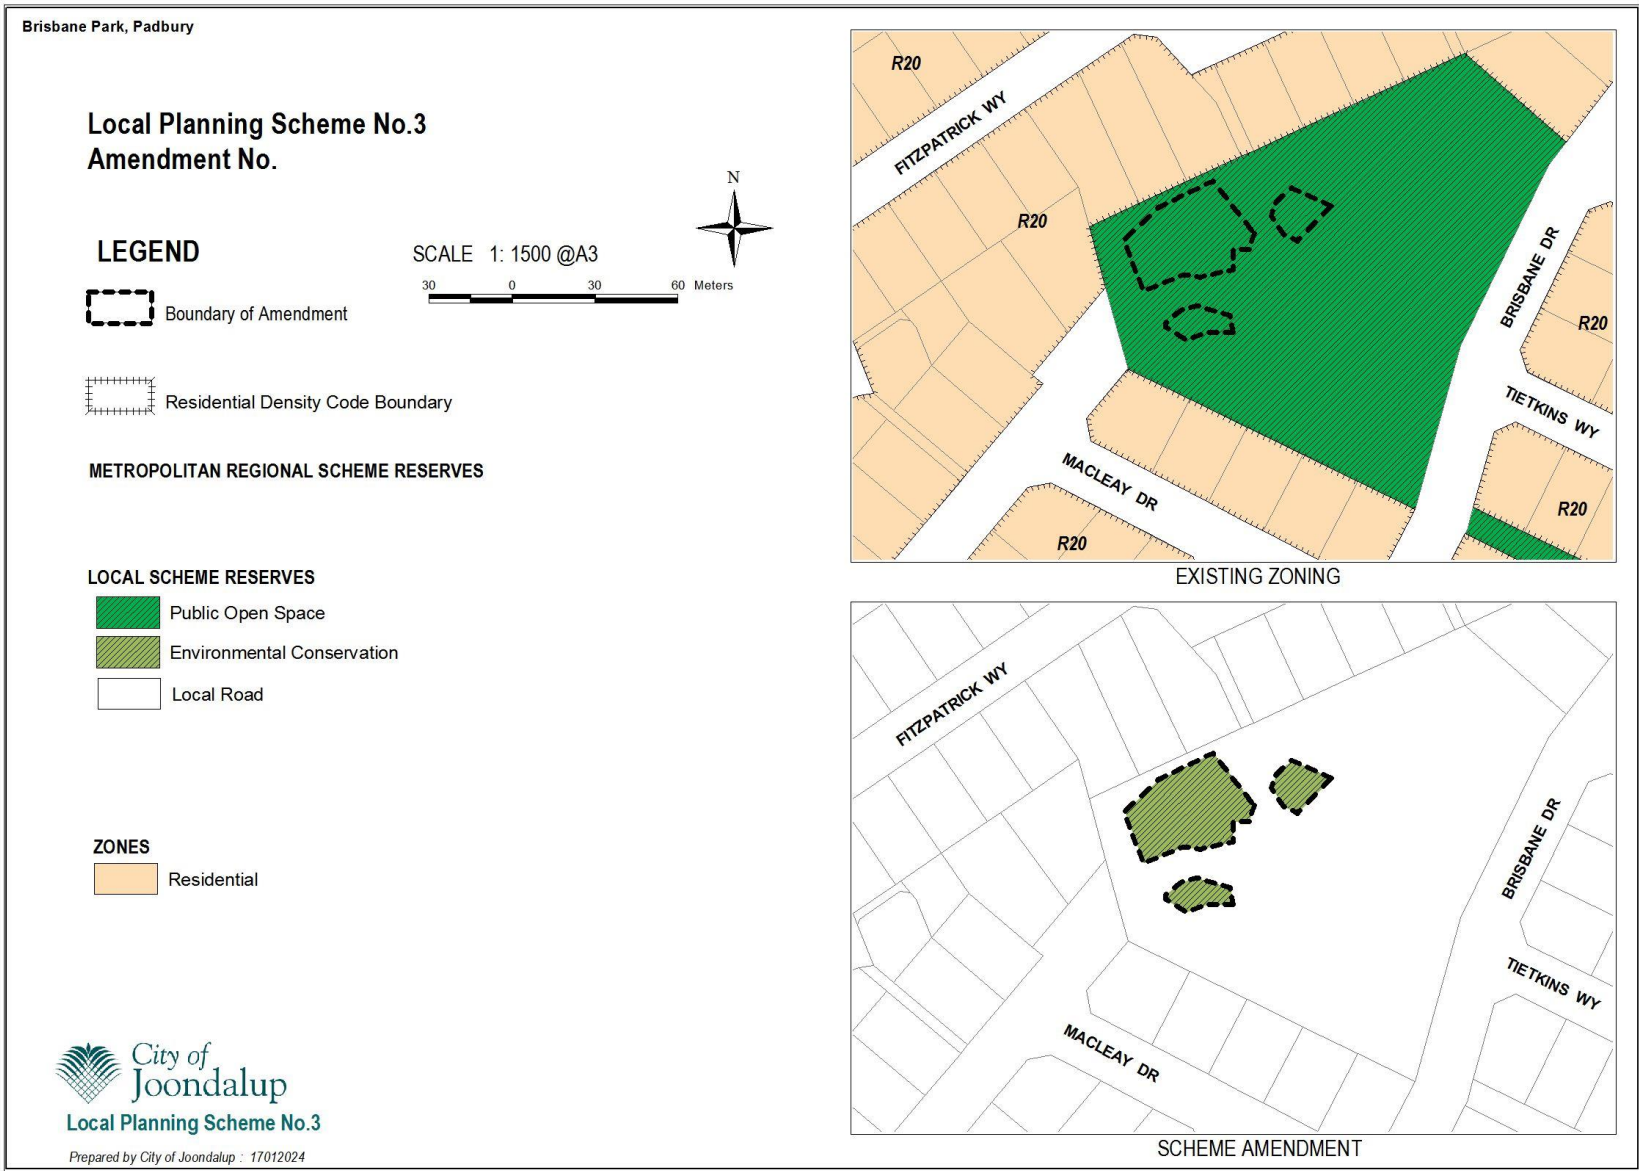 Brisbane Park, Padbury
Local Planning Scheme No.3
Amendment No.
N
LEGEND
SCALE 1: 1500 @A3
30 0 30 60 Meters
Boundary of Amendment
Residential Density Code Boundary
METROPOLITAN REGIONAL SCHEME RESERVES
LOCAL SCHEME RESERVES
Public Open Space
Environmental Conservation
Local Road
ZONES
Residential
City of
Joondalup
Local Planning Scheme No.3
Prepared by City of Joondalup : 17012024
R20
FITZPATRICK WY
R20
BRISBANE DR
R20
TIETKINS WY
MACLEAY DR
R20
R20
EXISTING ZONING
FITZPATRICK WY
BRISBANE DR
TIETKINS WY
MACLEAY DR
SCHEME AMENDMENT